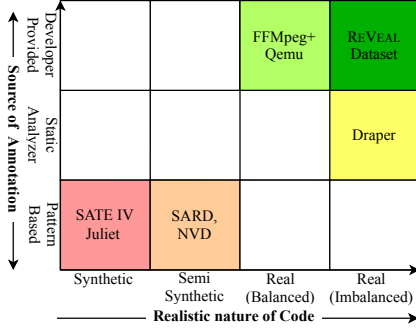 Source of Annotation
Developer
Provided
Static
Analyzer
Pattern
Based
FFMpeg+
Qemu
REVEAL
Dataset
Draper
SATE IV
Juliet
SARD,
NVD
Synthetic
Semi
Synthetic
Real
(Balanced)
Real
(Imbalanced)
Realistic nature of Code